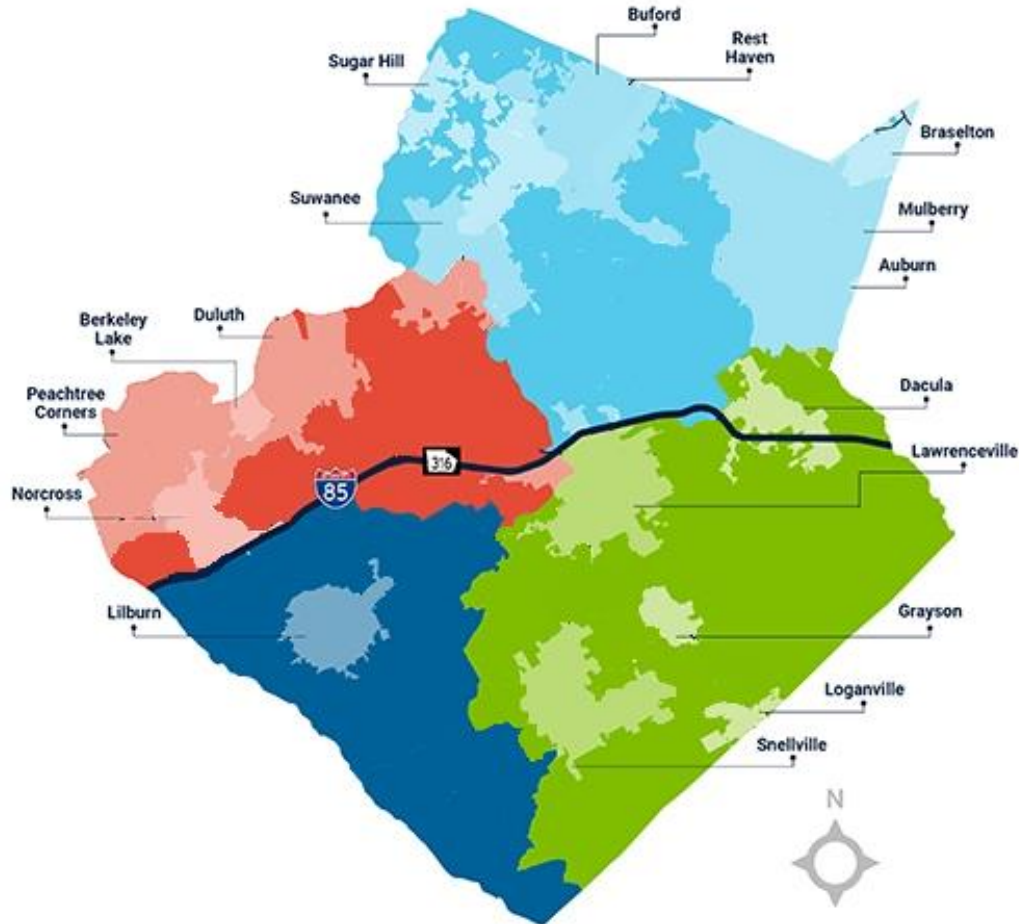 Buford
Rest
Haven
Sugar Hill
Braselton
Suwanee
Mulberry
Auburn
Duluth
Berkeley
Lake
Peachtree
Corners
Dacula
Lawrenceville
316
85
Norcross
Lilburn
Grayson
Loganville
Snellville
N